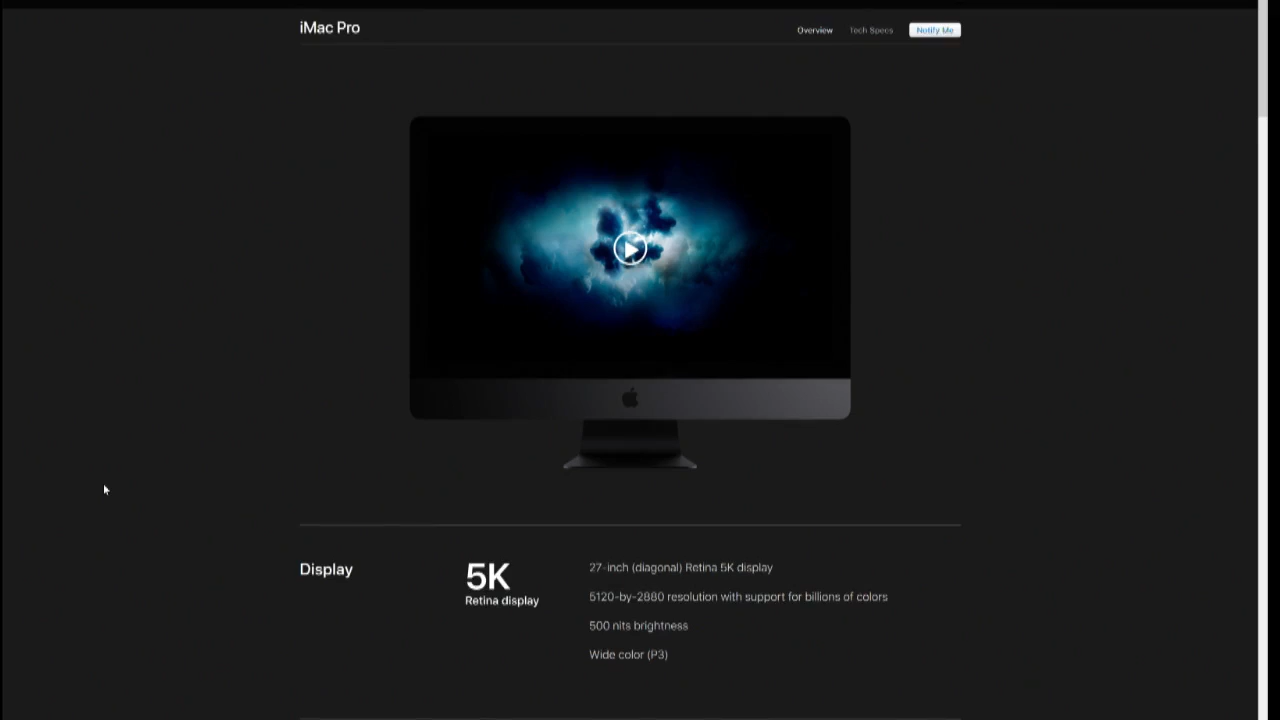 iMac Pro
Overview Tech Specs Notify Me
Display
5K
Retina display
27-inch (diagonal) Retina 5K display
5120-by-2880 resolution with support for billions of colors
500 nits brightness
Wide color (P3)